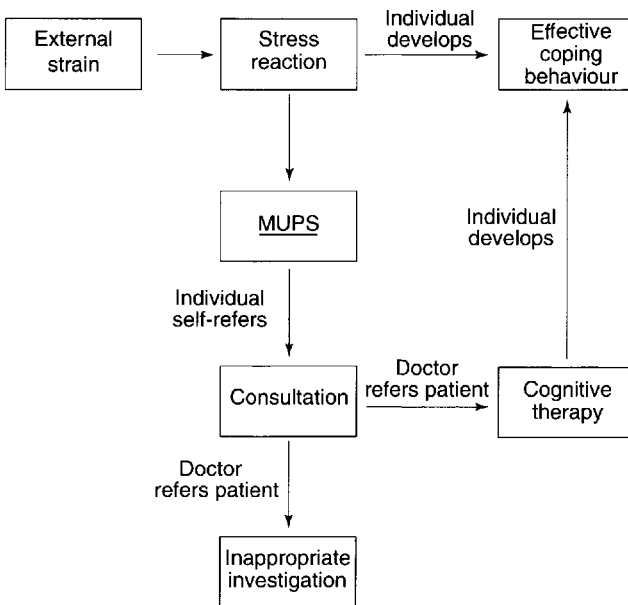 External
strain
Stress
reaction
Individual
develops
Effective
coping
behaviour
MUPS
Individual
develops
Individual
self-refers
Consultation
Doctor
refers patient
Cognitive
therapy
Doctor
refers patient
Inappropriate
investigation